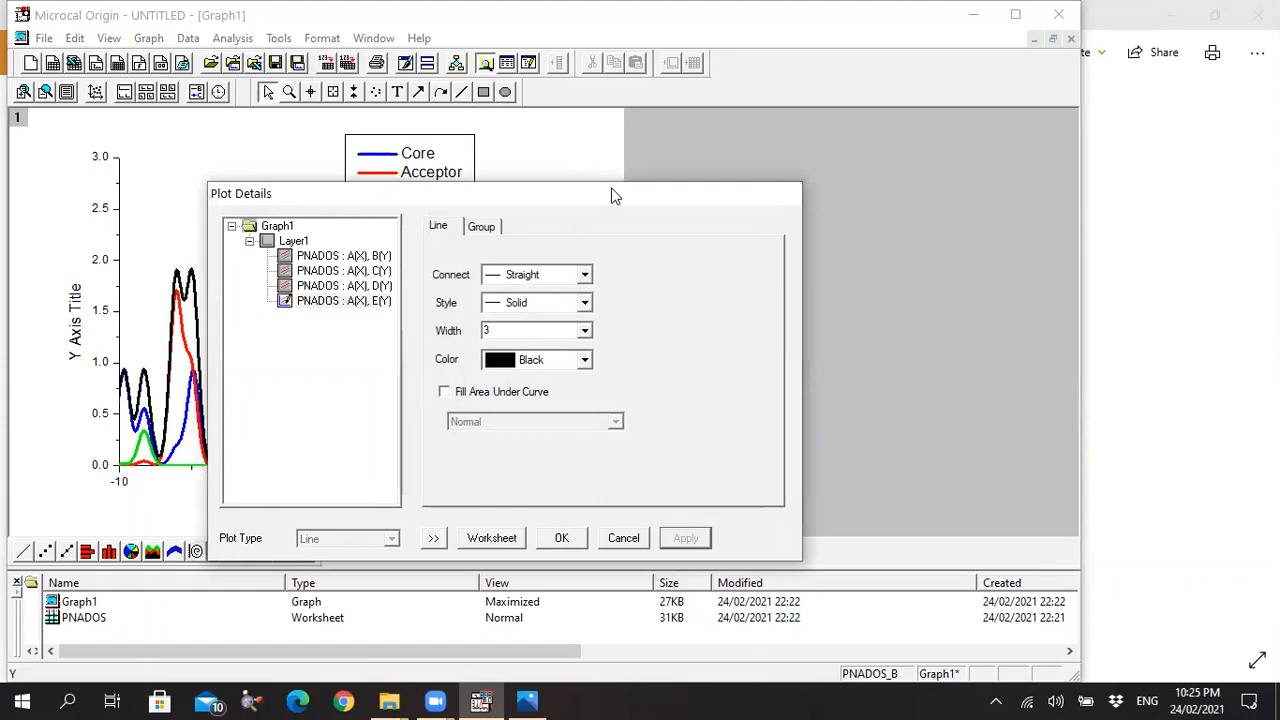 Microcal Origin - UNTITLED - [Graph1]
File Edit View Graph Data Analysis Tools Format Window Help
Share
1
3.0
2.5
2.0
1.5
1.0
0.5
0.0
-10
Y Axis Title
Core
Acceptor
Plot Details
Graph1
Layer1
PNADOS : A(X), B(Y)
PNADOS : A(X), C(Y)
PNADOS : A(X), D(Y)
PNADOS : A(X), E(Y)
Line Group
Connect Straight
Style Solid
Width 3
Color Black
Fill Area Under Curve
Normal
Plot Type Line >> Worksheet OK Cancel Apply
Name Type View Size Modified Created
Graph1 Graph Maximized 27KB 24/02/2021 22:22 24/02/2021 22:22
PNADOS Worksheet Normal 31KB 24/02/2021 22:22 24/02/2021 22:21
Y PNADOS_B Graph1*
10 ENG 10:25 PM
24/02/2021